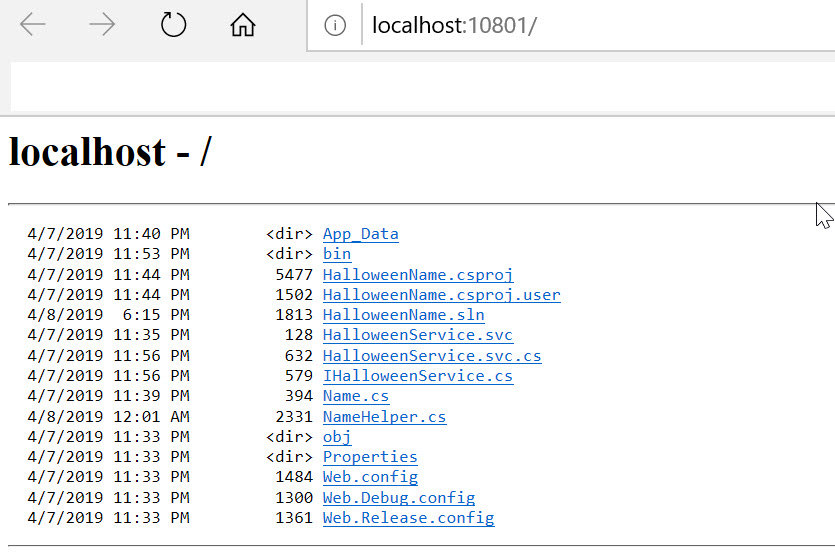 localhost:10801/
localhost - /
4/7/2019 11:40 PM <dir> App_Data
4/7/2019 11:53 PM <dir> bin
4/7/2019 11:44 PM 5477 HalloweenName.csproj
4/7/2019 11:44 PM 1502 HalloweenName.csproj.user
4/8/2019 6:15 PM 1813 HalloweenName.sln
4/7/2019 11:35 PM 128 HalloweenService.svc
4/7/2019 11:56 PM 632 HalloweenService.svc.cs
4/7/2019 11:56 PM 579 IHalloweenService.cs
4/7/2019 11:39 PM 394 Name.cs
4/8/2019 12:01 AM 2331 NameHelper.cs
4/7/2019 11:33 PM <dir> obj
4/7/2019 11:33 PM <dir> Properties
4/7/2019 11:33 PM 1484 Web.config
4/7/2019 11:33 PM 1300 Web.Debug.config
4/7/2019 11:33 PM 1361 Web.Release.config